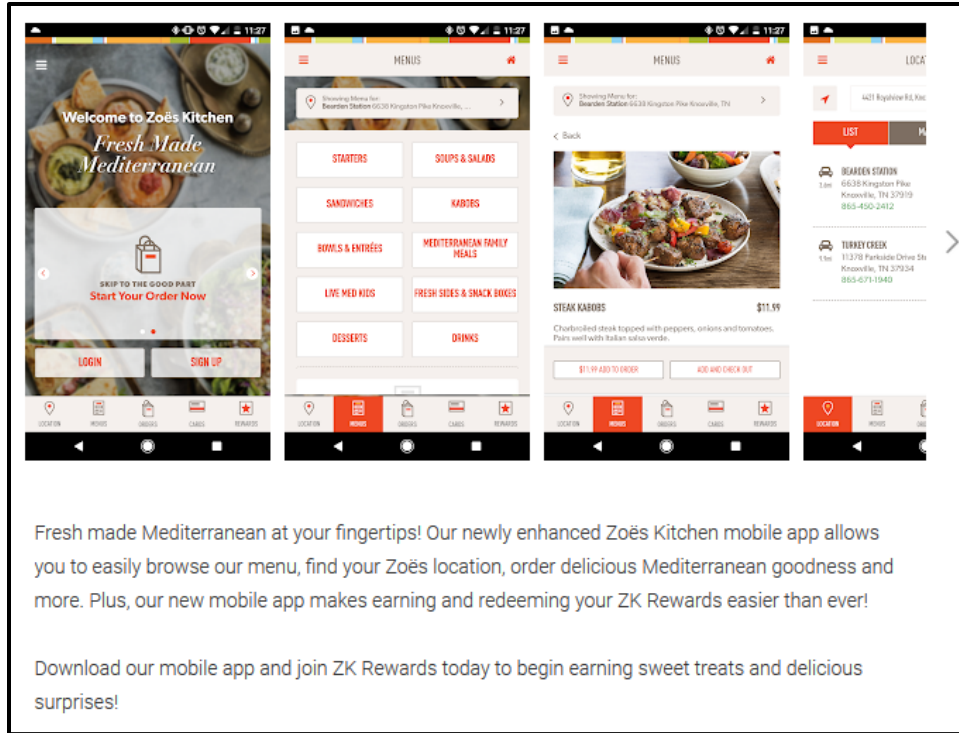 11:27
Welcome to Zoës Kitchen
Fresh Made
Mediterranean
SKIP TO THE GOOD PART
Start Your Order Now
LOGIN
SIGN UP
LOCATION
MENUS
ORDERS
CARDS
REWARDS
11:27
MENUS
Showing Menu for:
Bearden Station 6638 Kingston Pike Knoxville, ...
STARTERS
SOUPS & SALADS
SANDWICHES
KABOBS
BOWLS & ENTRÉES
MEDITERRANEAN FAMILY
MEALS
LIVE MED KIDS
FRESH SIDES & SNACK BOXES
DESSERTS
DRINKS
LOCATION
MENUS
ORDERS
CARDS
REWARDS
11:27
MENUS
Showing Menu for:
Bearden Station 6638 Kingston Pike Knoxville, TN
< Back
STEAK KABOBS
$11.99
Charbroiled steak topped with peppers, onions and tomatoes.
Pairs well with Italian salsa verde.
$11.99 ADD TO ORDER
ADD AND CHECK OUT
LOCATION
MENUS
ORDERS
CARDS
REWARDS
LOCA
4421 Royalview Rd, Knox
LIST
M
BEARDEN STATION
6638 Kingston Pike
Knoxville, TN 37919
865-450-2412
TURKEY CREEK
11378 Parkside Drive Ste
Knoxville, TN 37934
865-671-1940
LOCATION
MENUS
Fresh made Mediterranean at your fingertips! Our newly enhanced Zoës Kitchen mobile app allows
you to easily browse our menu, find your Zoës location, order delicious Mediterranean goodness and
more. Plus, our new mobile app makes earning and redeeming your ZK Rewards easier than ever!
Download our mobile app and join ZK Rewards today to begin earning sweet treats and delicious
surprises!